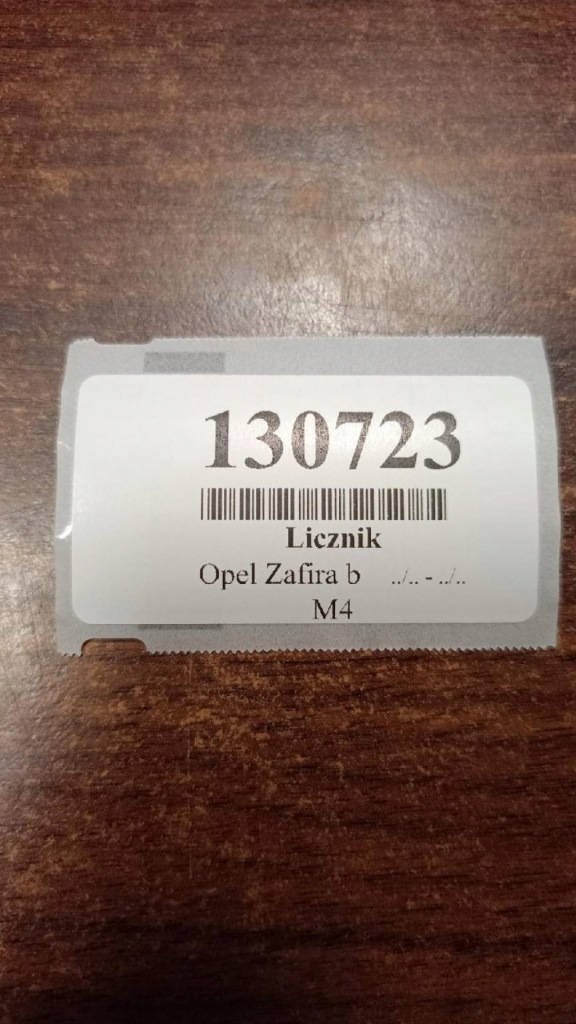 130723
Licznik
Opel Zafira b ../.. - ../..
M4